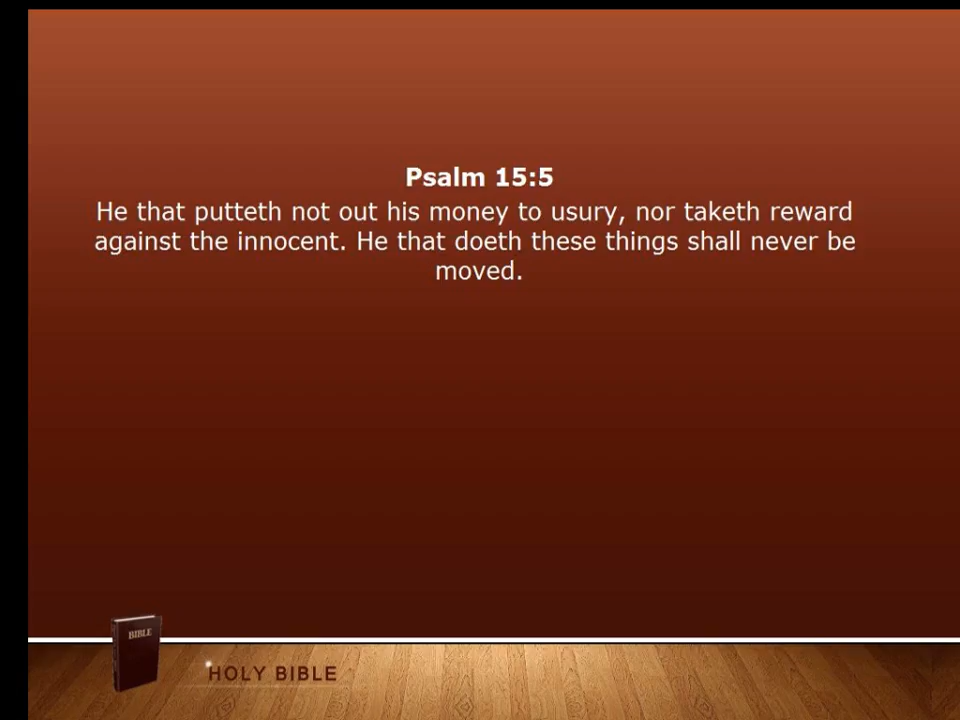 Psalm 15:5
He that putteth not out his money to usury, nor taketh reward
against the innocent. He that doeth these things shall never be
moved.
BIBLE
HOLY BIBLE